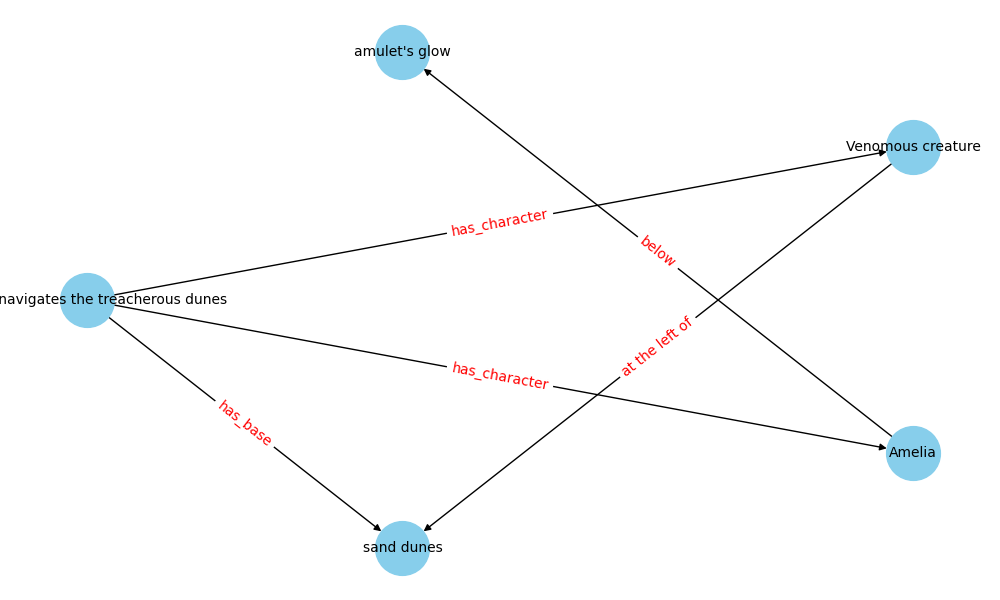 amulet's glow
Venomous creature
has_character
below
navigates the treacherous dunes
at the left of
has_character
has_base
Amelia
sand dunes